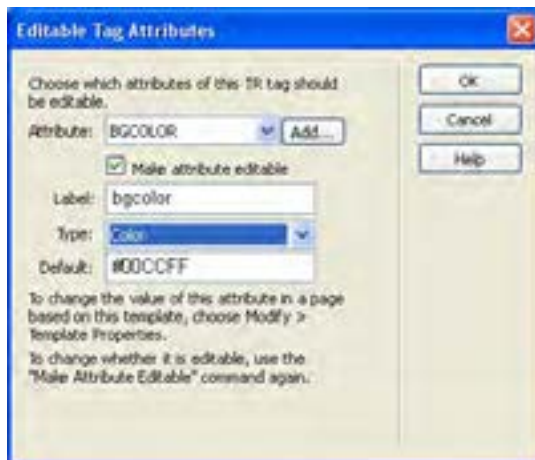 Editable Tag Attributes
Choose which attributes of this TR tag should
be editable.
Attribute: BGCOLOR Add...
Make attribute editable
Label: bgcolor
Type: Color
Default: #00CCFF
To change the value of this attribute in a page
based on this template, choose Modify >
Template Properties.
To change whether it is editable, use the
"Make Attribute Editable" command again.
OK
Cancel
Help